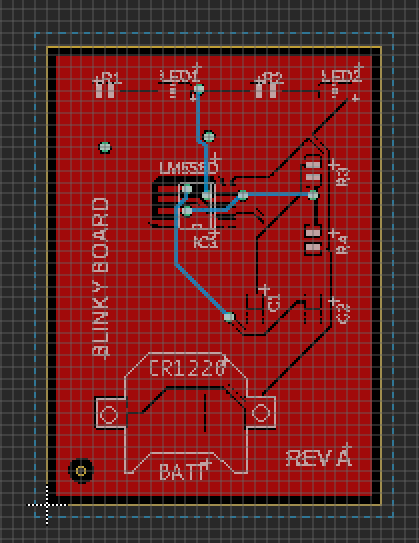 R1 LED1 R2 LED2
LM555D
R3
IC1
R4
BLINKY BOARD
C1
C2
CR1220
BATT
REV A